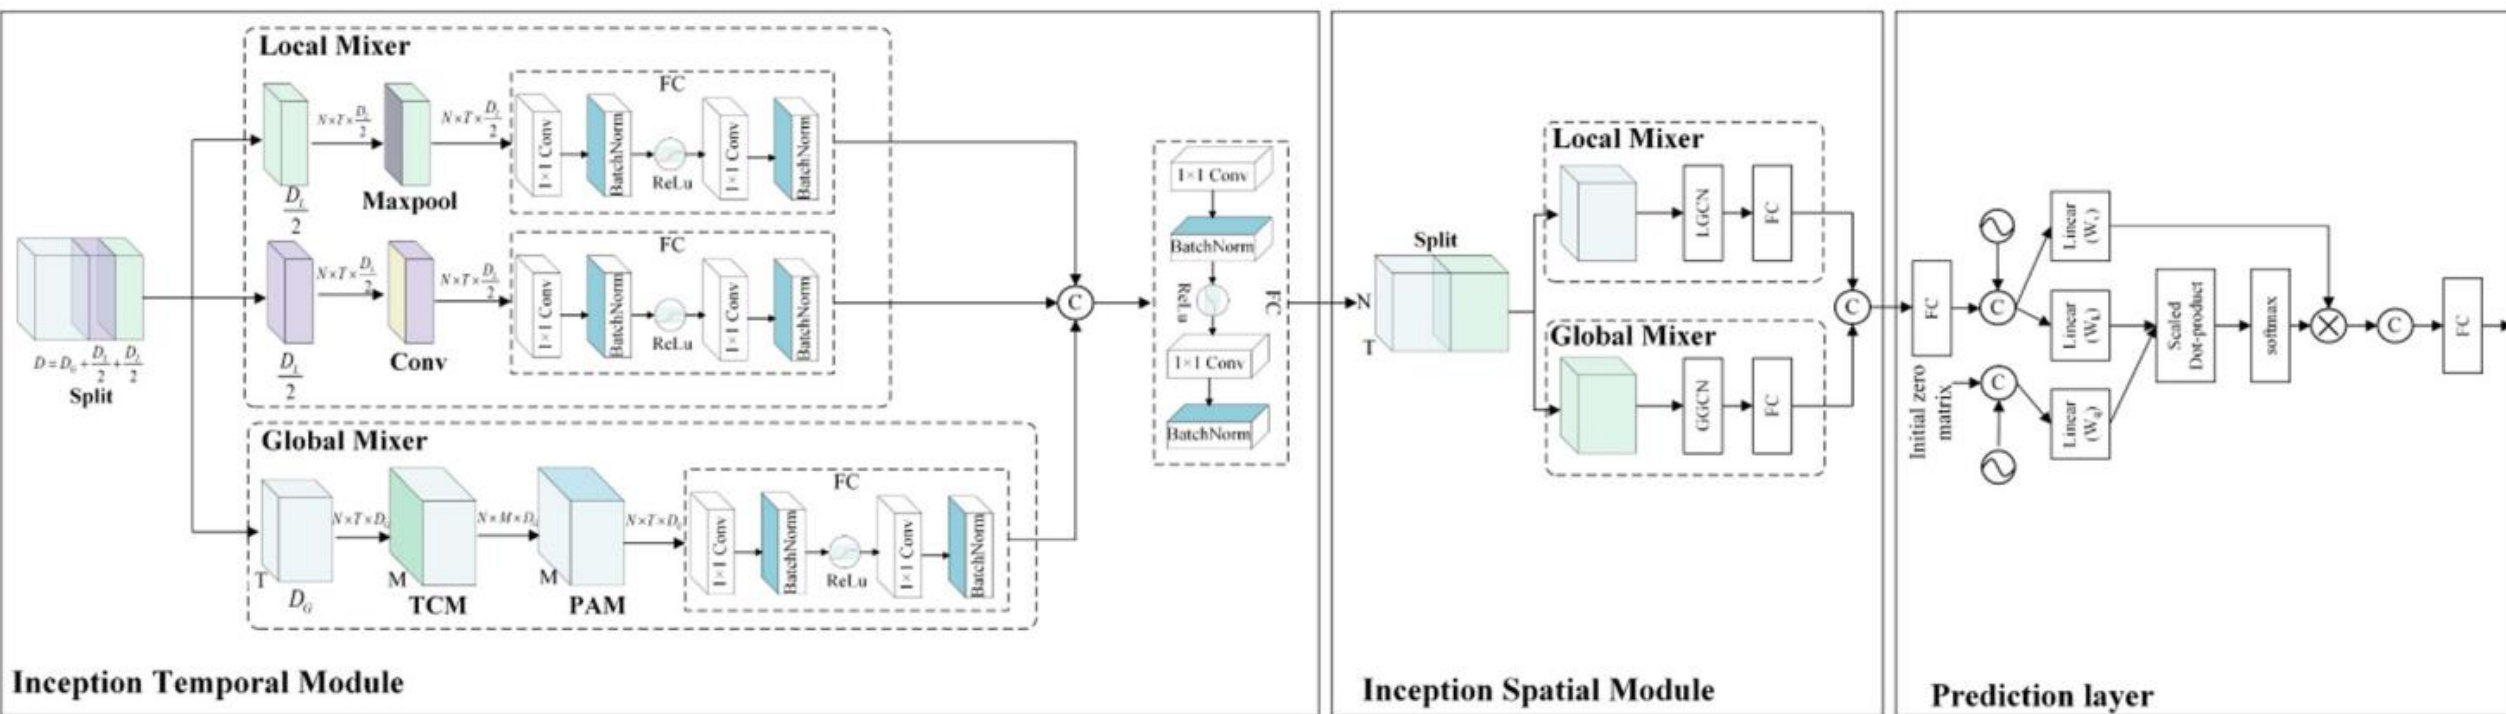 Local Mixer
N×T×D_L/2
N×T×D_L/2
D_L/2
Maxpool
FC
1×1 Conv
BatchNorm
ReLu
1×1 Conv
BatchNorm
N×T×D_L/2
N×T×D_L/2
D_L/2
Conv
FC
1×1 Conv
BatchNorm
ReLu
1×1 Conv
BatchNorm
D=D_G+D_L/2+D_L/2
Split
Global Mixer
T
D_G
N×T×D_G
M
TCM
N×M×D_G
M
PAM
N×T×D_G
FC
1×1 Conv
BatchNorm
ReLu
1×1 Conv
BatchNorm
C
1×1 Conv
BatchNorm
ReLu
FC
1×1 Conv
BatchNorm
Inception Temporal Module
Split
N
T
Local Mixer
LGCN
FC
Global Mixer
GGCN
FC
C
Inception Spatial Module
FC
C
Initial zero
matrix
C
Linear
(W_v)
Linear
(W_k)
Linear
(W_q)
Scaled
Dot-product
softmax
C
FC
Prediction layer